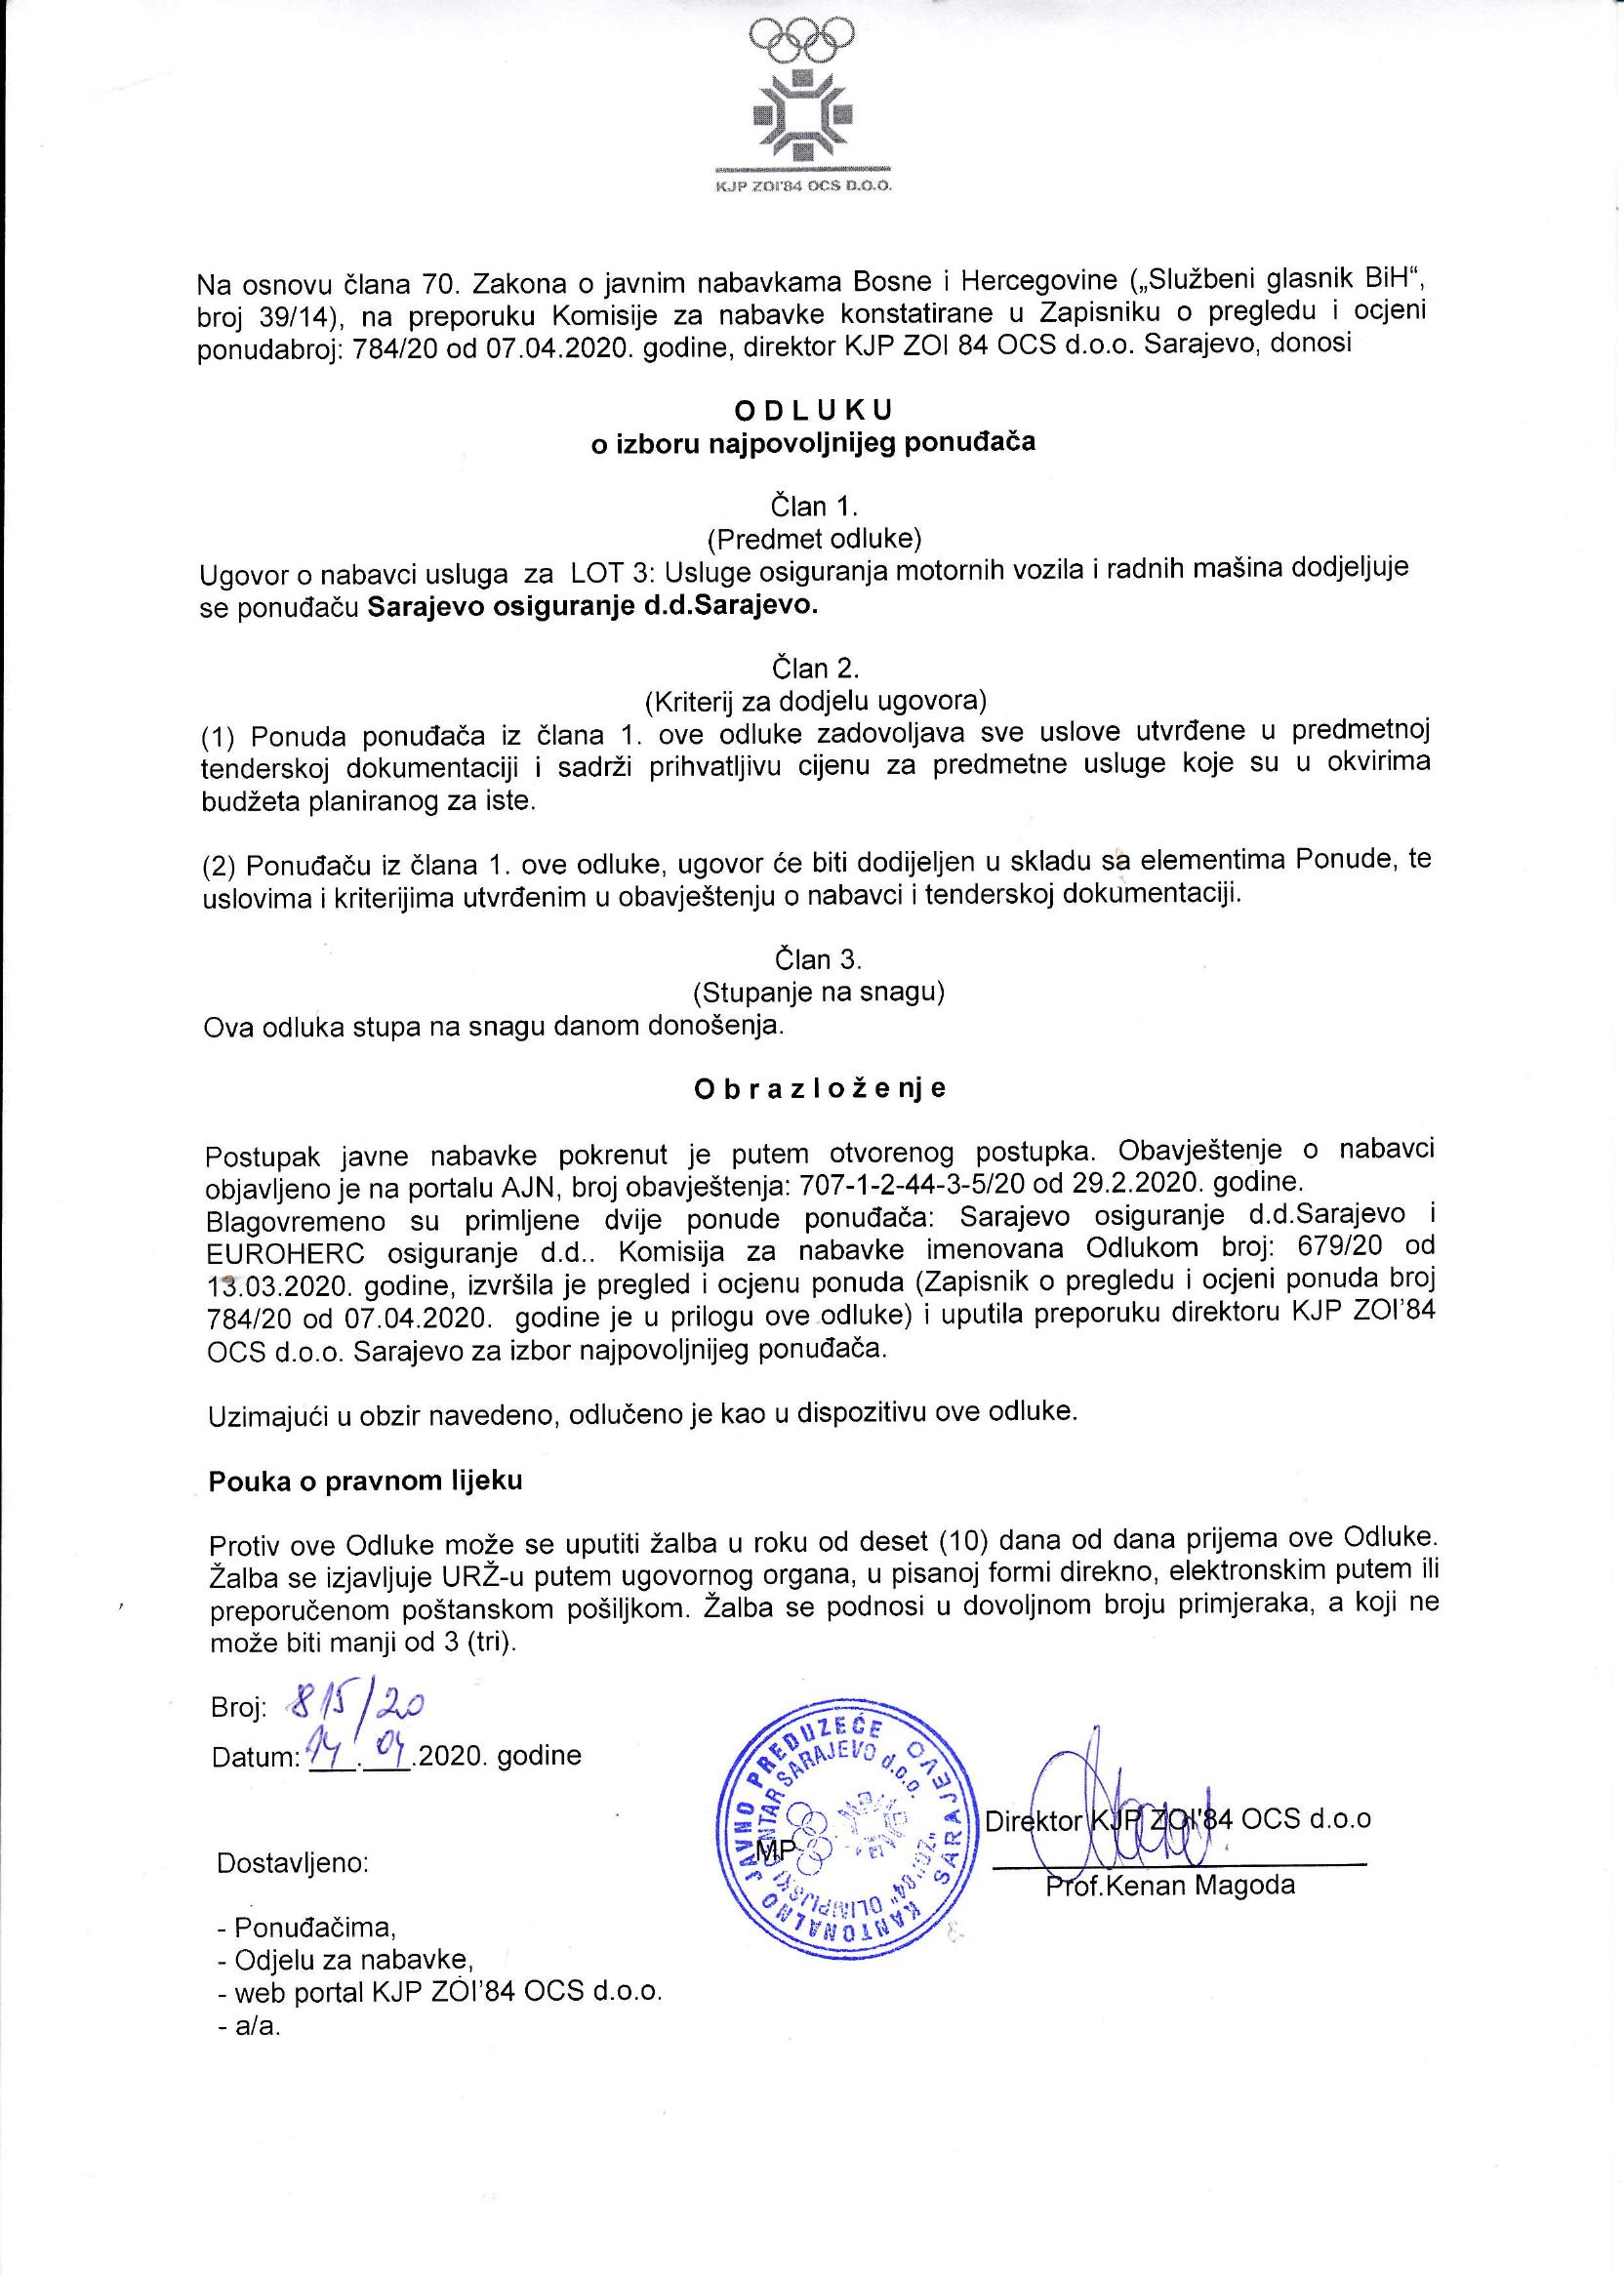 KJP ZOI'84 OCS D.O.O.
Na osnovu člana 70. Zakona o javnim nabavkama Bosne i Hercegovine („Službeni glasnik BiH“,
broj 39/14), na preporuku Komisije za nabavke konstatirane u Zapisniku o pregledu i ocjeni
ponudabroj: 784/20 od 07.04.2020. godine, direktor KJP ZOI 84 OCS d.o.o. Sarajevo, donosi
O D L U K U
o izboru najpovoljnijeg ponuđača
Član 1.
(Predmet odluke)
Ugovor o nabavci usluga za LOT 3: Usluge osiguranja motornih vozila i radnih mašina dodjeljuje
se ponuđaču Sarajevo osiguranje d.d.Sarajevo.
Član 2.
(Kriterij za dodjelu ugovora)
(1) Ponuda ponuđača iz člana 1. ove odluke zadovoljava sve uslove utvrđene u predmetnoj
tenderskoj dokumentaciji i sadrži prihvatljivu cijenu za predmetne usluge koje su u okvirima
budžeta planiranog za iste.
(2) Ponuđaču iz člana 1. ove odluke, ugovor će biti dodijeljen u skladu sa elementima Ponude, te
uslovima i kriterijima utvrđenim u obavještenju o nabavci i tenderskoj dokumentaciji.
Član 3.
(Stupanje na snagu)
Ova odluka stupa na snagu danom donošenja.
O b r a z l o ž e nj e
Postupak javne nabavke pokrenut je putem otvorenog postupka. Obavještenje o nabavci
objavljeno je na portalu AJN, broj obavještenja: 707-1-2-44-3-5/20 od 29.2.2020. godine.
Blagovremeno su primljene dvije ponude ponuđača: Sarajevo osiguranje d.d.Sarajevo i
EUROHERC osiguranje d.d.. Komisija za nabavke imenovana Odlukom broj: 679/20 od
13.03.2020. godine, izvršila je pregled i ocjenu ponuda (Zapisnik o pregledu i ocjeni ponuda broj
784/20 od 07.04.2020. godine je u prilogu ove odluke) i uputila preporuku direktoru KJP ZOI’84
OCS d.o.o. Sarajevo za izbor najpovoljnijeg ponuđača.
Uzimajući u obzir navedeno, odlučeno je kao u dispozitivu ove odluke.
Pouka o pravnom lijeku
Protiv ove Odluke može se uputiti žalba u roku od deset (10) dana od dana prijema ove Odluke.
Žalba se izjavljuje URŽ-u putem ugovornog organa, u pisanoj formi direkno, elektronskim putem ili
preporučenom poštanskom pošiljkom. Žalba se podnosi u dovoljnom broju primjeraka, a koji ne
može biti manji od 3 (tri).
Broj: 815/20
Datum: 14.04.2020. godine
KANTONALNO JAVNO PREDUZEĆE SARAJEVO
"ZOI '84" OLIMPIJSKI CENTAR SARAJEVO d.o.o.
MP
Direktor KJP ZOI'84 OCS d.o.o
Prof.Kenan Magoda
Dostavljeno:
- Ponuđačima,
- Odjelu za nabavke,
- web portal KJP ZOI’84 OCS d.o.o.
- a/a.